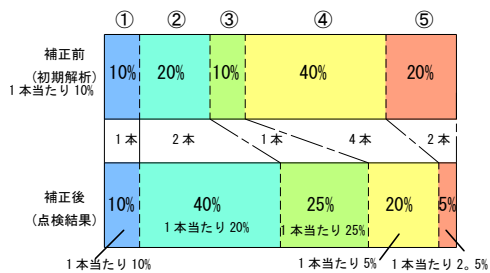 ① ② ③ ④ ⑤
補正前
(初期解析)
1本当たり10%
10% 20% 10% 40% 20%
1本 2本 1本 4本 2本
補正後
(点検結果)
10% 40% 25% 20% 5%
1本当たり20% 1本当たり25%
1本当たり10% 1本当たり5% 1本当たり2。5%